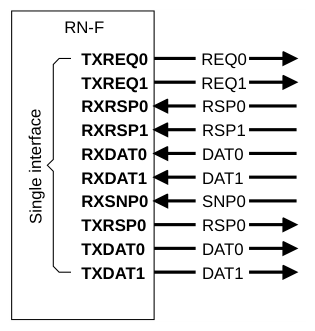 RN-F
TXREQ0 REQ0
TXREQ1 REQ1
RXRSP0 RSP0
RXRSP1 RSP1
RXDAT0 DAT0
RXDAT1 DAT1
RXSNP0 SNP0
TXRSP0 RSP0
TXDAT0 DAT0
TXDAT1 DAT1
Single interface